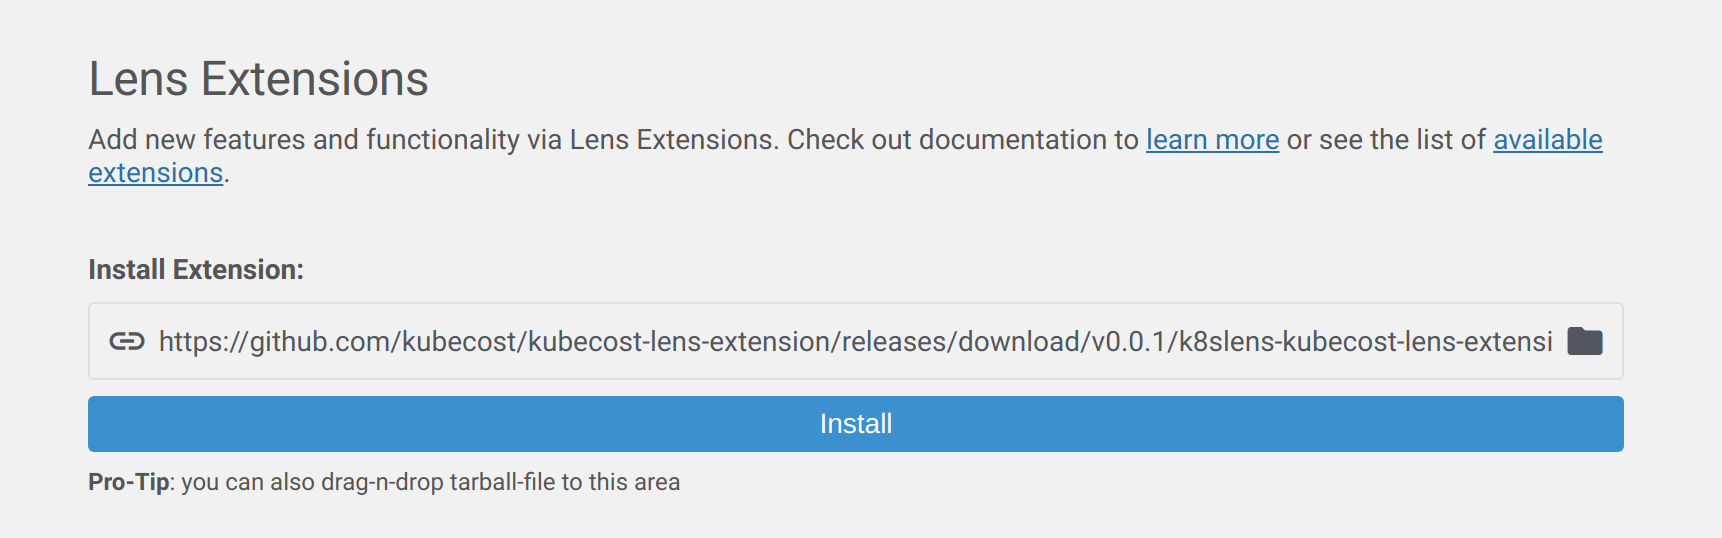 Lens Extensions
Add new features and functionality via Lens Extensions. Check out documentation to learn more or see the list of available
extensions.
Install Extension:
https://github.com/kubecost/kubecost-lens-extension/releases/download/v0.0.1/k8slens-kubecost-lens-extensi
Install
Pro-Tip: you can also drag-n-drop tarball-file to this area